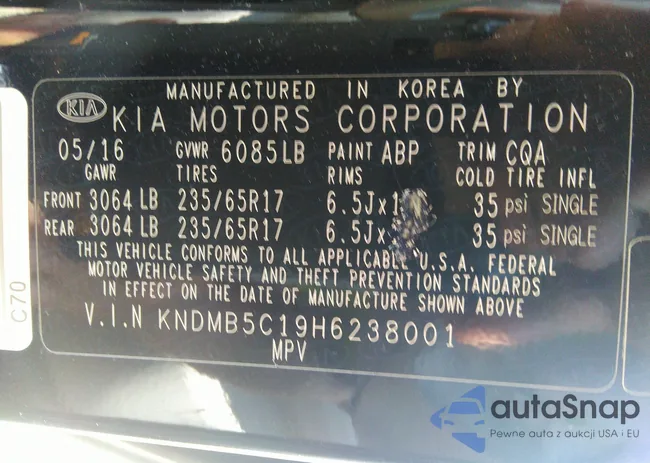 MANUFACTURED IN KOREA BY
KIA KIA MOTORS CORPORATION
05/16 GVWR 6085LB PAINT ABP TRIM CQA
GAWR TIRES RIMS COLD TIRE INFL
FRONT 3064 LB 235/65R17 6.5Jx1 35 psi SINGLE
REAR 3064 LB 235/65R17 6.5Jx 35 psi SINGLE
THIS VEHICLE CONFORMS TO ALL APPLICABLE U.S.A. FEDERAL
MOTOR VEHICLE SAFETY AND THEFT PREVENTION STANDARDS
IN EFFECT ON THE DATE OF MANUFACTURE SHOWN ABOVE
V.I.N KNDMB5C19H6238001
MPV
C70
autaSnap
Pewne auta z aukcji USA i EU